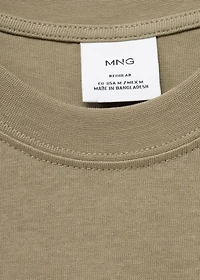 MNG
REGULAR
EU-USA M / MEX M
MADE IN BANGLADESH